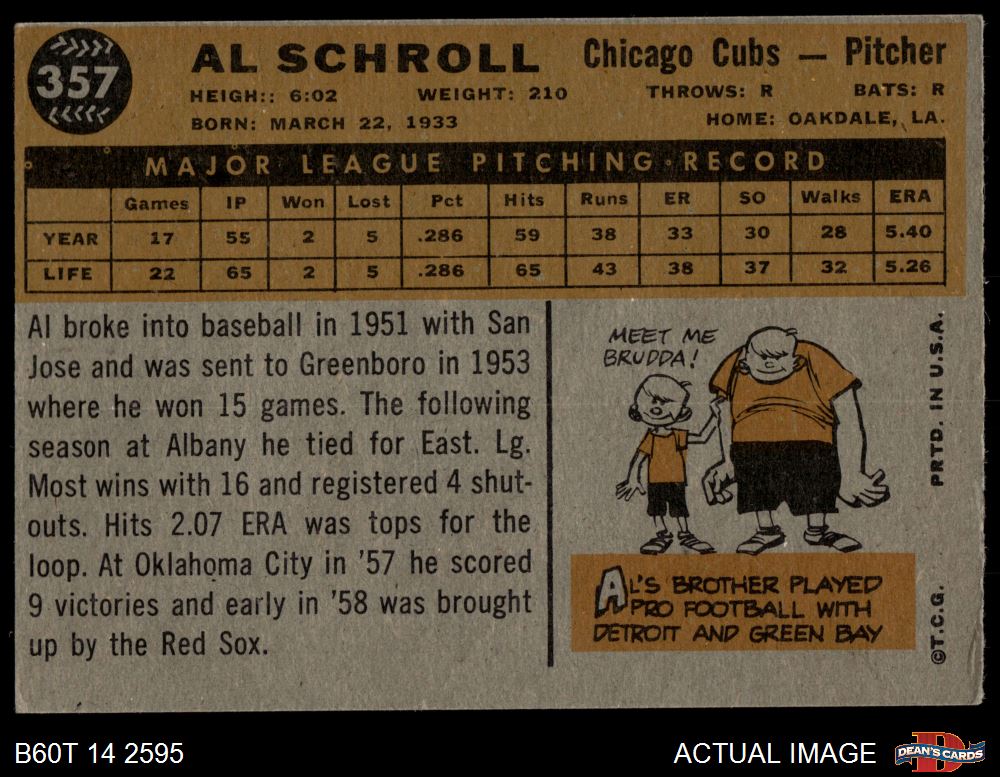 357
AL SCHROLL
Chicago Cubs — Pitcher
HEIGH:: 6:02 WEIGHT: 210 THROWS: R BATS: R
BORN: MARCH 22, 1933 HOME: OAKDALE, LA.
MAJOR LEAGUE PITCHING • RECORD
Games IP Won Lost Pct Hits Runs ER SO Walks ERA
YEAR 17 55 2 5 .286 59 38 33 30 28 5.40
LIFE 22 65 2 5 .286 65 43 38 37 32 5.26
Al broke into baseball in 1951 with San
Jose and was sent to Greenboro in 1953
where he won 15 games. The following
season at Albany he tied for East. Lg.
Most wins with 16 and registered 4 shut-
outs. Hits 2.07 ERA was tops for the
loop. At Oklahoma City in '57 he scored
9 victories and early in '58 was brought
up by the Red Sox.
MEET ME
BRUDDA!
AL'S BROTHER PLAYED
PRO FOOTBALL WITH
DETROIT AND GREEN BAY
©T.C.G. PRTD. IN U.S.A.
B60T 14 2595
ACTUAL IMAGE
DEAN'S CARDS